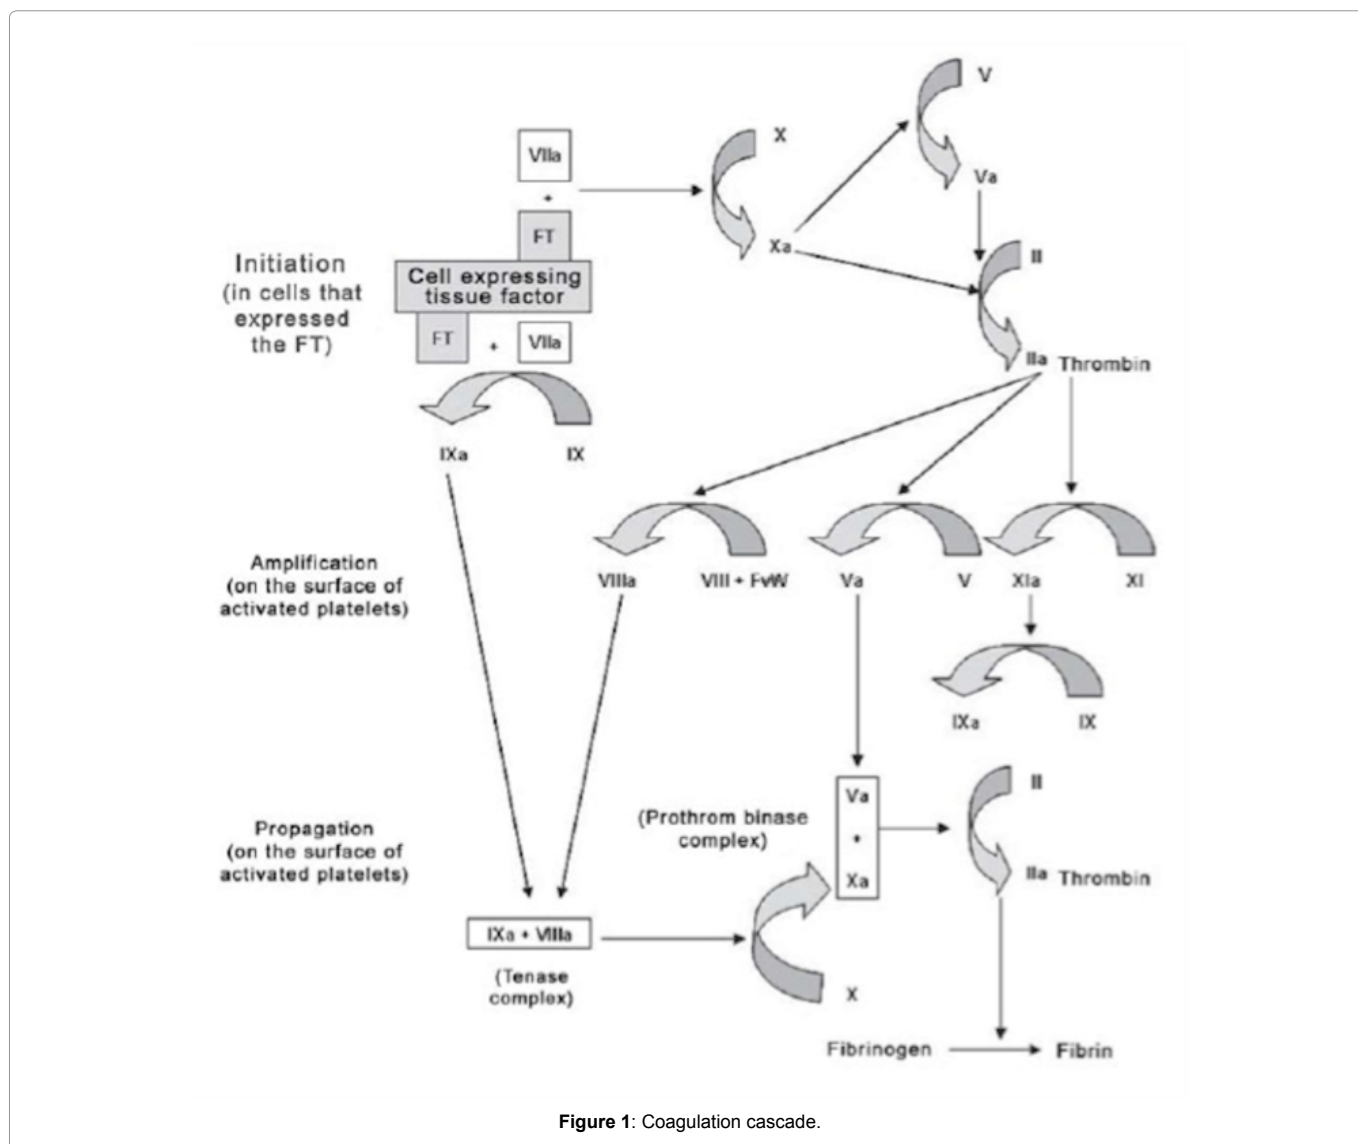 V
VIIa
X
+
Va
FT
Xa
II
Initiation
(in cells that
expressed
the FT)
Cell expressing
tissue factor
FT
+
VIIa
IIa Thrombin
IXa
IX
Amplification
(on the surface of
activated platelets)
VIIIa
VIII + FvW
Va
V
XIa
XI
IXa
IX
Propagation
(on the surface of
activated platelets)
(Prothrom binase
complex)
Va
+
Xa
II
IIa Thrombin
IXa + VIIIa
(Tenase
complex)
X
Fibrinogen
Fibrin
Figure 1: Coagulation cascade.